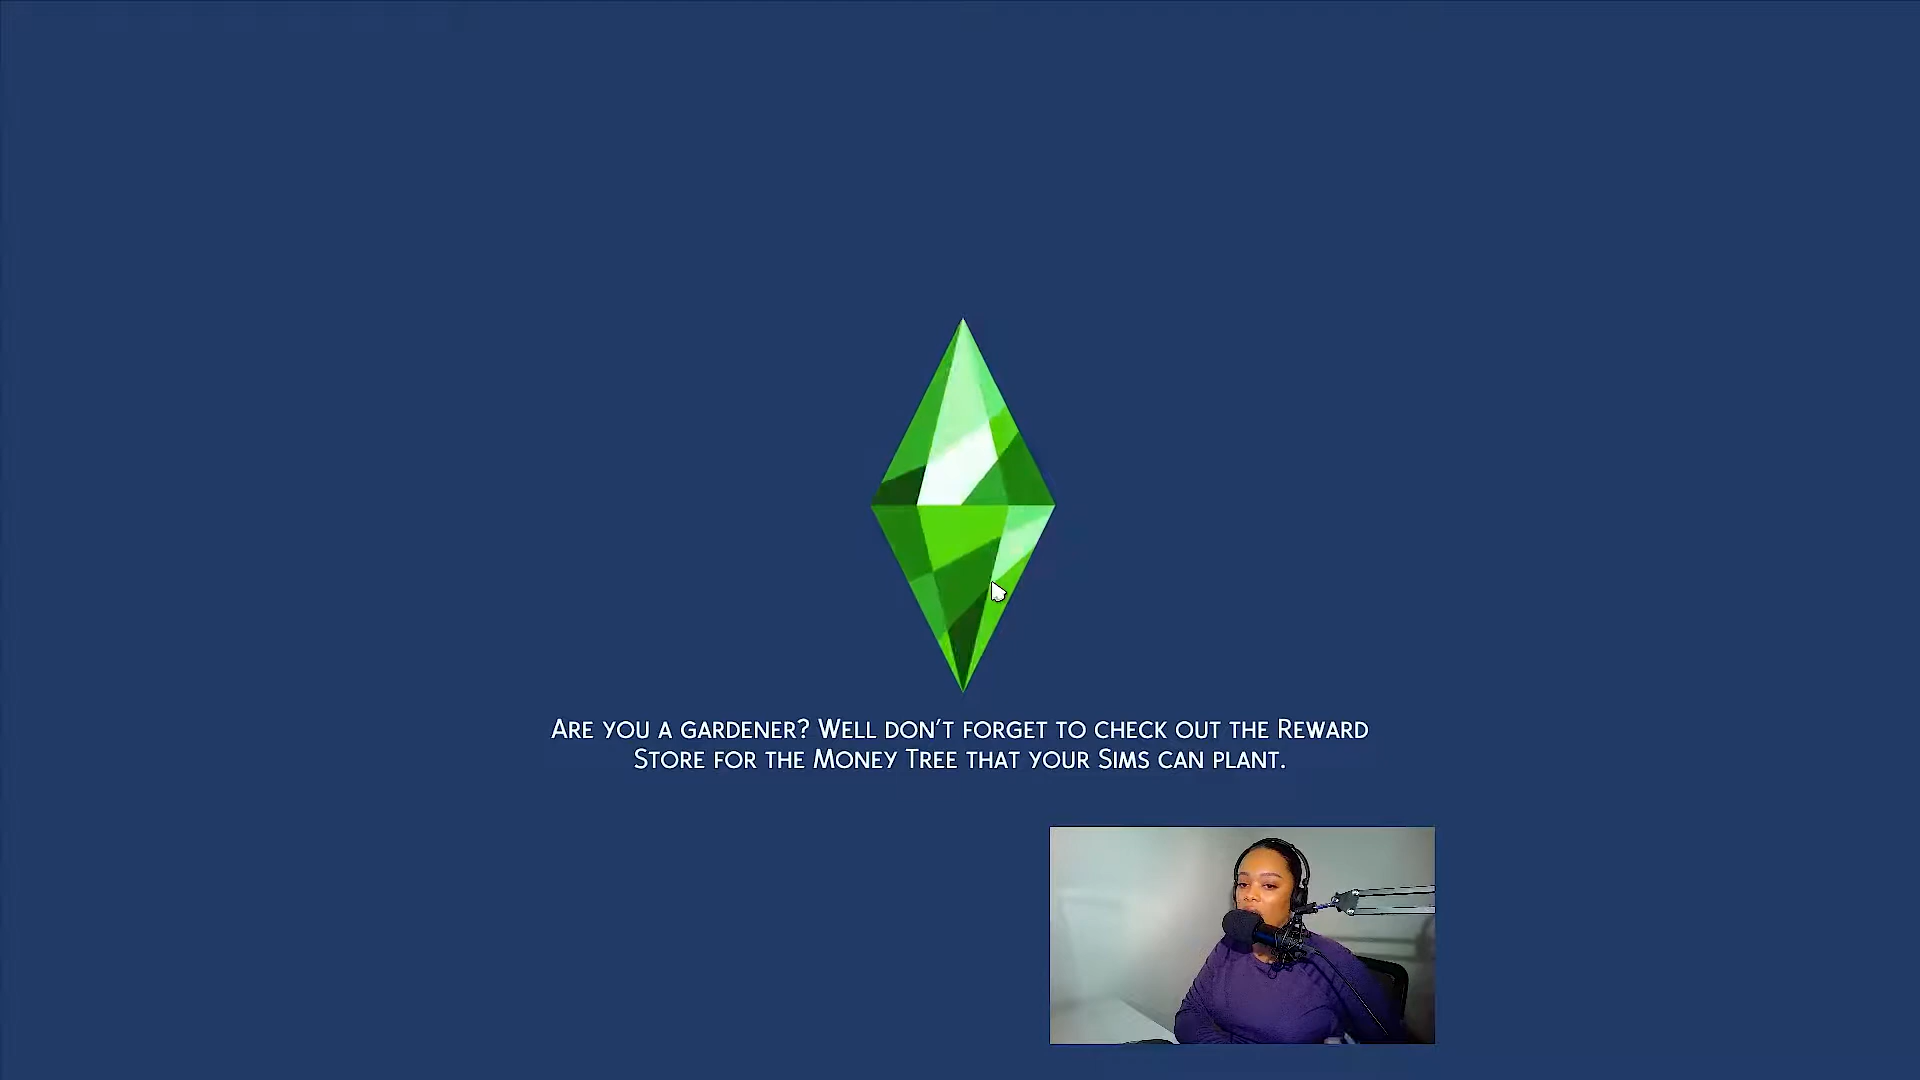 Are you a gardener? Well don't forget to check out the Reward
Store for the Money Tree that your Sims can plant.